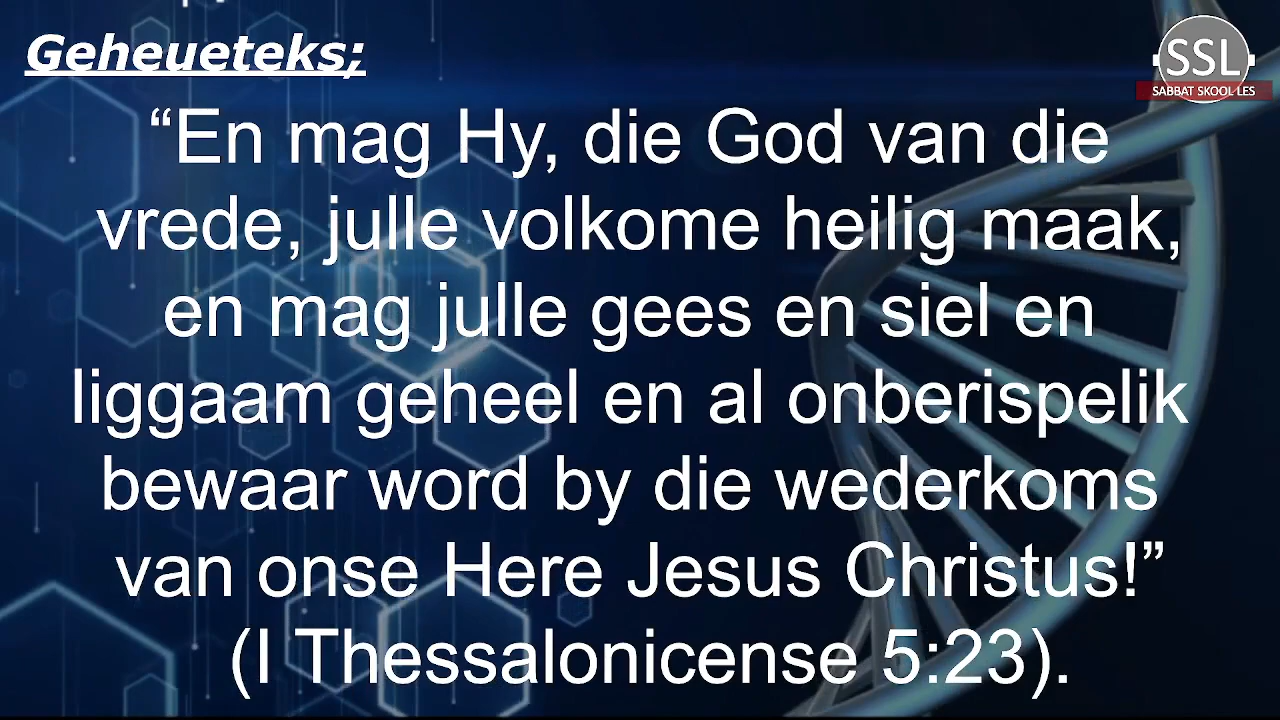 Geheueteks;
SSL
SABBAT SKOOL LES
“En mag Hy, die God van die
vrede, julle volkome heilig maak,
en mag julle gees en siel en
liggaam geheel en al onberispelik
bewaar word by die wederkoms
van onse Here Jesus Christus!”
(I Thessalonicense 5:23).